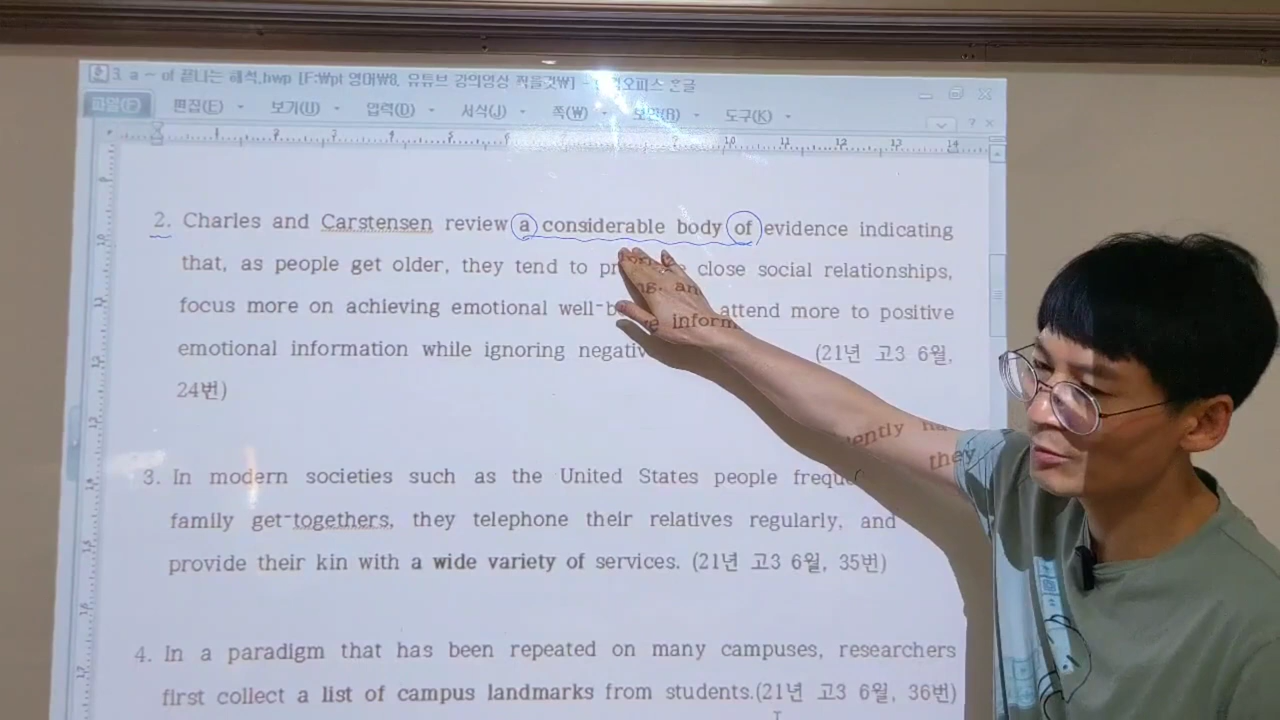 3. a ~ of 끝나는 해석.hwp [F:₩pt 영어₩8. 유튜브 강의영상 찍을것₩] - 오피스 한글
파일(F) 편집(E) 보기(U) 입력(D) 서식(J) 쪽(W) 보안(R) 도구(K)
2. Charles and Carstensen review a considerable body of evidence indicating
that, as people get older, they tend to close social relationships,
focus more on achieving emotional attend more to positive
emotional information while ignoring (21년 고3 6월,
24번)
3. In modern societies such as the United States people
family get-togethers, they telephone their relatives regularly, and
provide their kin with a wide variety of services. (21년 고3 6월, 35번)
4. In a paradigm that has been repeated on many campuses, researchers
first collect a list of campus landmarks from students.(21년 고3 6월, 36번)